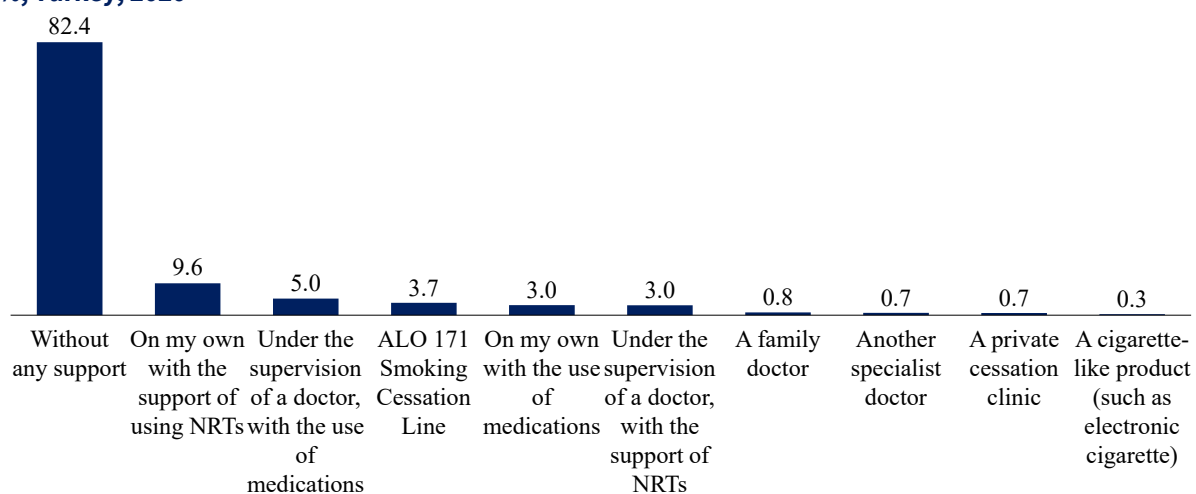 82.4
9.6
5.0
3.7
3.0
3.0
0.8
0.7
0.7
0.3
Without
any support
On my own
with the
support of
using NRTs
Under the
supervision
of a doctor,
with the use
of
medications
ALO 171
Smoking
Cessation
Line
On my own
with the use
of
medications
Under the
supervision
of a doctor,
with the
support of
NRTs
A family
doctor
Another
specialist
doctor
A private
cessation
clinic
A cigarette-
like product
(such as
electronic
cigarette)